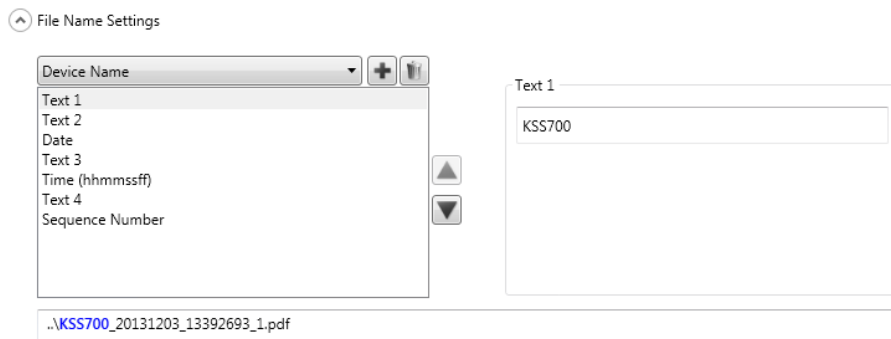 File Name Settings
Device Name
Text 1
Text 2
Date
Text 3
Time (hhmmssff)
Text 4
Sequence Number
Text 1
KSS700
..\KSS700_20131203_13392693_1.pdf